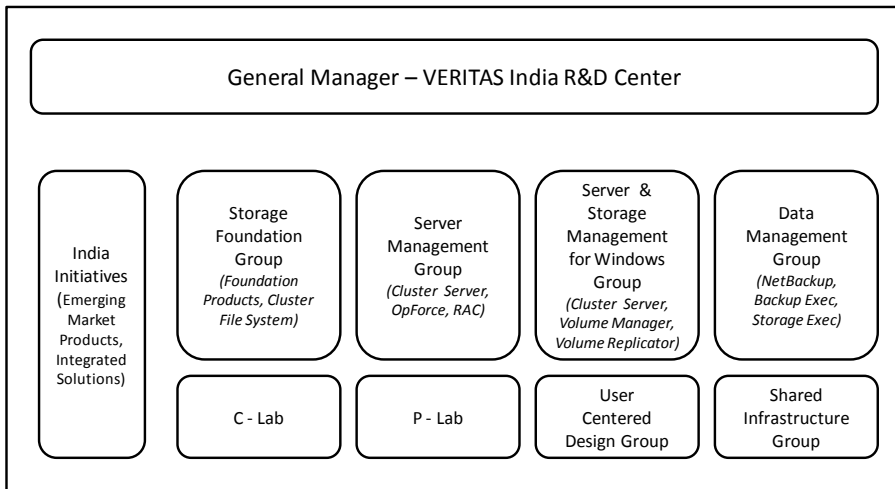 General Manager – VERITAS India R&D Center
India
Initiatives
(Emerging
Market
Products,
Integrated
Solutions)
Storage
Foundation
Group
(Foundation
Products, Cluster
File System)
Server
Management
Group
(Cluster Server,
OpForce, RAC)
Server &
Storage
Management
for Windows
Group
(Cluster Server,
Volume Manager,
Volume Replicator)
Data
Management
Group
(NetBackup,
Backup Exec,
Storage Exec)
C - Lab
P - Lab
User
Centered
Design Group
Shared
Infrastructure
Group